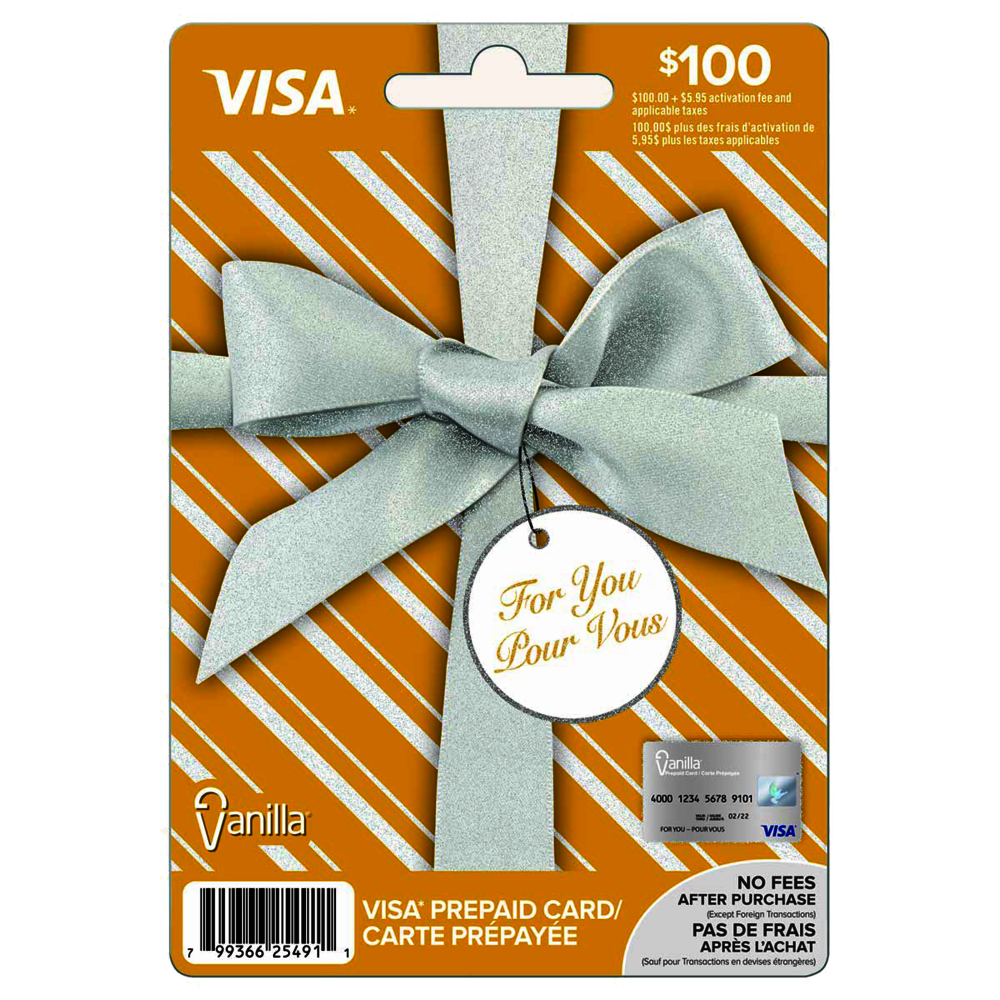 VISA*
$100
$100.00 + $5.95 activation fee and
applicable taxes
100,00$ plus des frais d'activation de
5,95$ plus les taxes applicables
For You
Pour Vous
Vanilla
Prepaid Card / Carte Prépayée
4000 1234 5678 9101
02/22
FOR YOU – POUR VOUS
VISA
Vanilla
7 99366 25491 1
VISA* PREPAID CARD/
CARTE PRÉPAYÉE
NO FEES
AFTER PURCHASE
(Except Foreign Transactions)
PAS DE FRAIS
APRÈS L'ACHAT
(Sauf pour Transactions en devises étrangères)